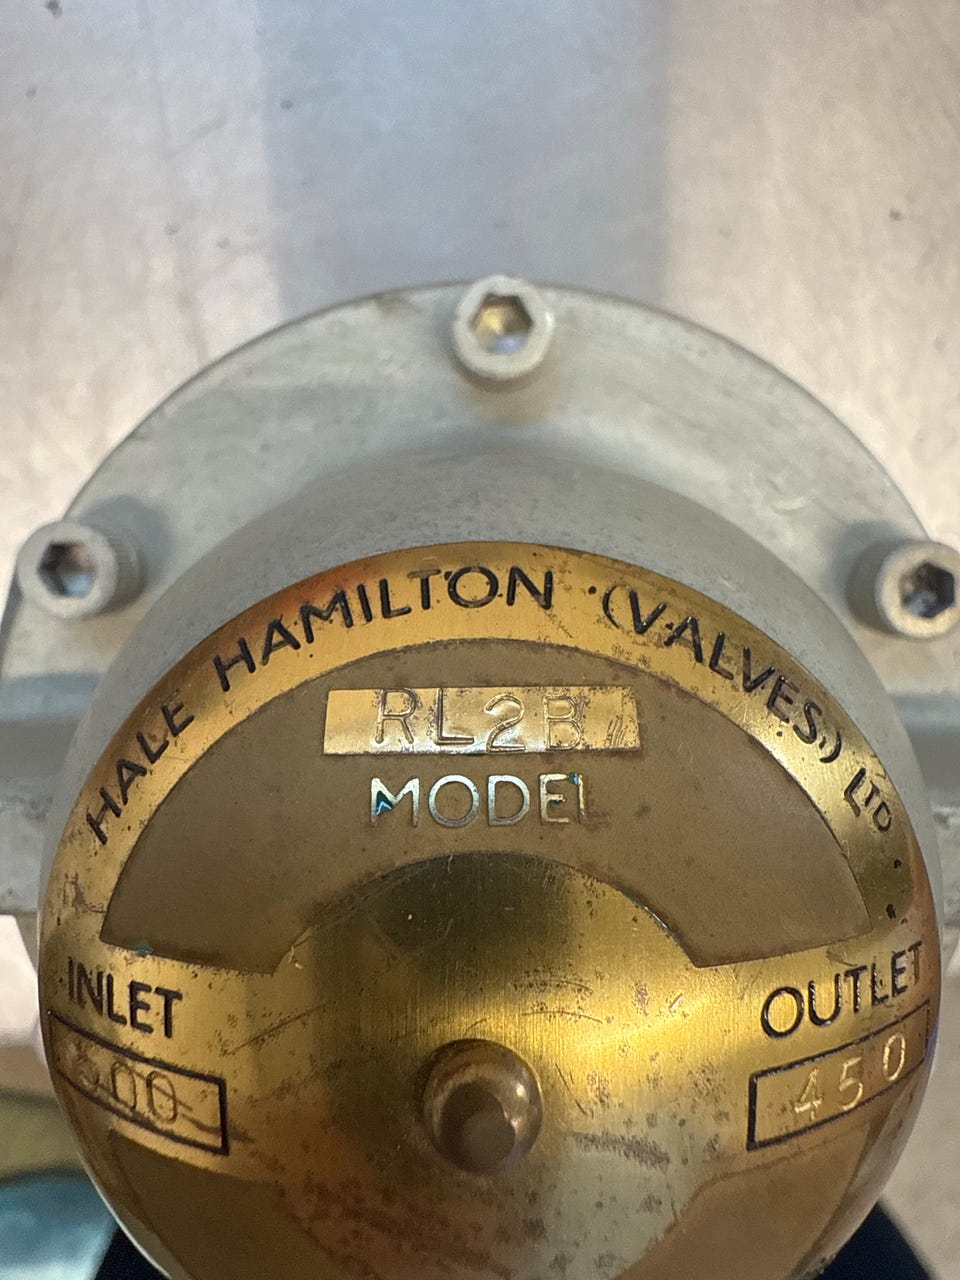 HALE HAMILTON (VALVES) LTD
RL2B
MODEL
INLET
OUTLET
450